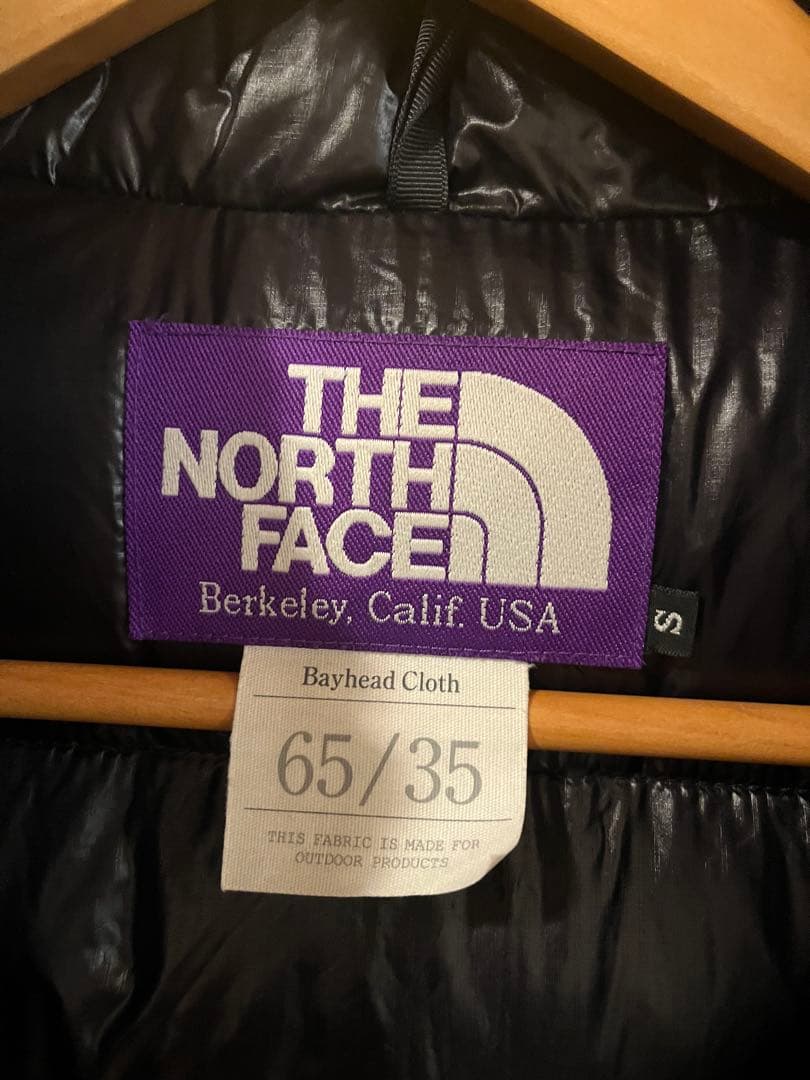 THE
NORTH
FACE
Berkeley, Calif. USA
S
Bayhead Cloth
65/35
THIS FABRIC IS MADE FOR
OUTDOOR PRODUCTS